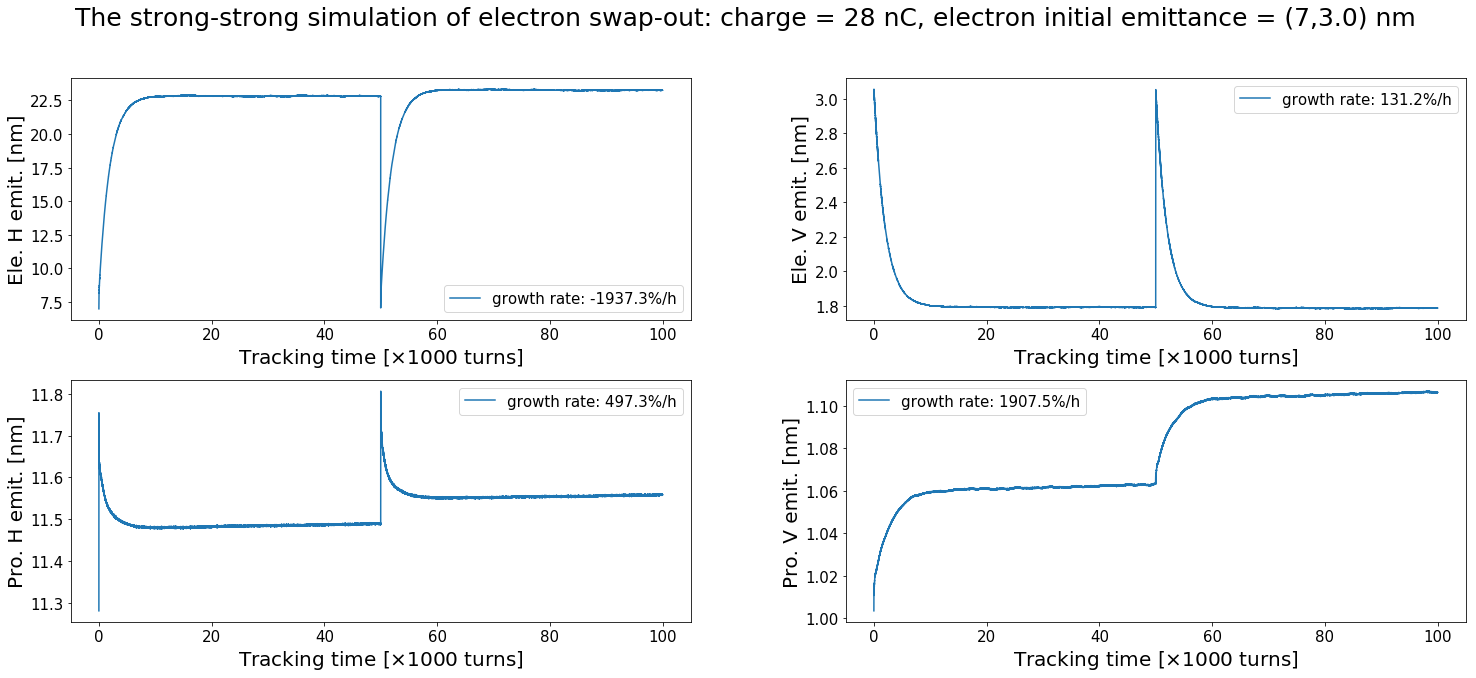 The strong-strong simulation of electron swap-out: charge = 28 nC, electron initial emittance = (7,3.0) nm
Ele. H emit. [nm]
22.5
20.0
17.5
15.0
12.5
10.0
7.5
growth rate: -1937.3%/h
0 20 40 60 80 100
Tracking time [×1000 turns]
Ele. V emit. [nm]
3.0
2.8
2.6
2.4
2.2
2.0
1.8
growth rate: 131.2%/h
0 20 40 60 80 100
Tracking time [×1000 turns]
Pro. H emit. [nm]
11.8
11.7
11.6
11.5
11.4
11.3
growth rate: 497.3%/h
0 20 40 60 80 100
Tracking time [×1000 turns]
Pro. V emit. [nm]
1.10
1.08
1.06
1.04
1.02
1.00
growth rate: 1907.5%/h
0 20 40 60 80 100
Tracking time [×1000 turns]